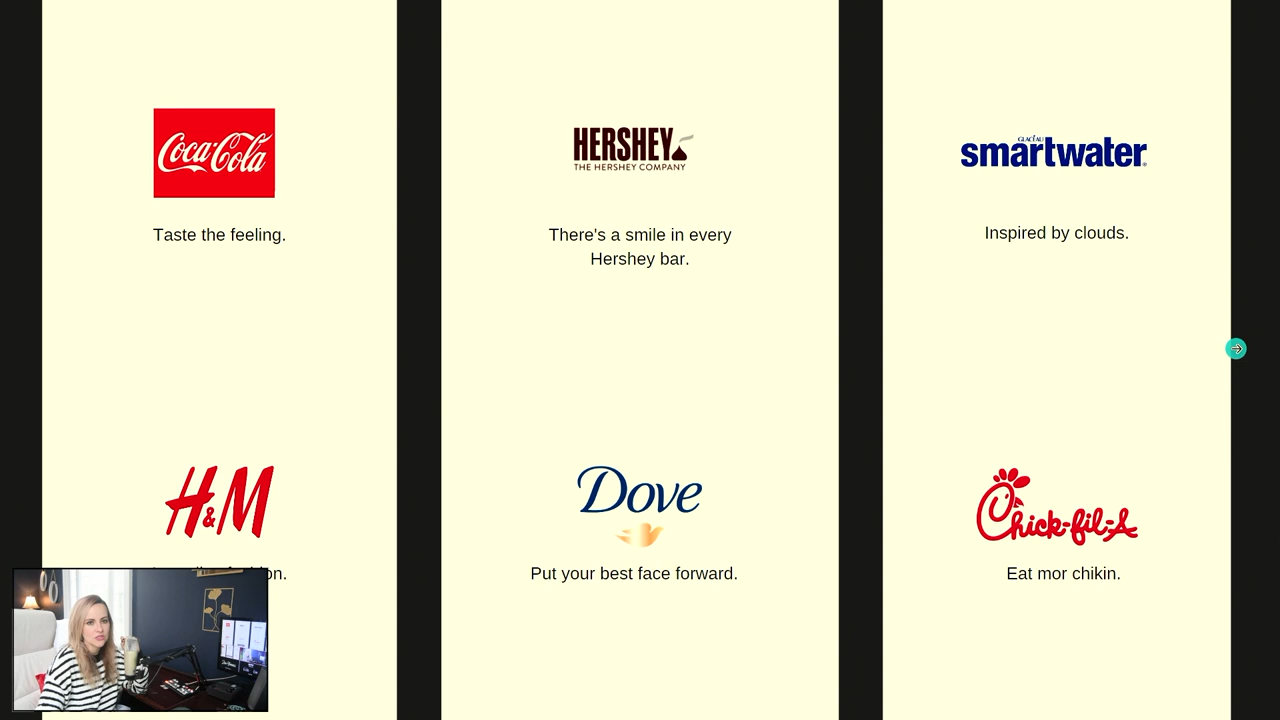 Coca-Cola
Taste the feeling.
HERSHEY
THE HERSHEY COMPANY
There's a smile in every
Hershey bar.
GLACÉAU
smartwater
Inspired by clouds.
H&M
Dove
Put your best face forward.
Chick-fil-A
Eat mor chikin.